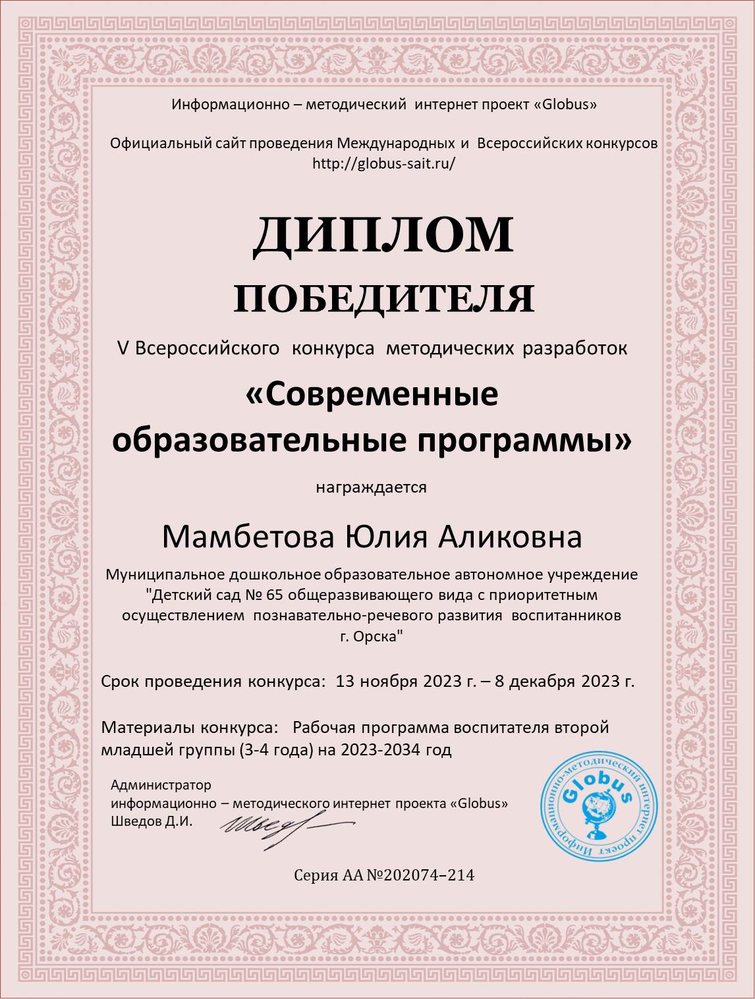 Информационно – методический интернет проект «Globus»
Официальный сайт проведения Международных и Всероссийских конкурсов
http://globus-sait.ru/
ДИПЛОМ
ПОБЕДИТЕЛЯ
V Всероссийского конкурса методических разработок
«Современные
образовательные программы»
награждается
Мамбетова Юлия Аликовна
Муниципальное дошкольное образовательное автономное учреждение
"Детский сад № 65 общеразвивающего вида с приоритетным
осуществлением познавательно-речевого развития воспитанников
г. Орска"
Срок проведения конкурса: 13 ноября 2023 г. – 8 декабря 2023 г.
Материалы конкурса: Рабочая программа воспитателя второй
младшей группы (3-4 года) на 2023-2034 год
Администратор
информационно – методического интернет проекта «Globus»
Шведов Д.И.
Информационно-методический интернет проект
Globus
Серия АА №202074–214